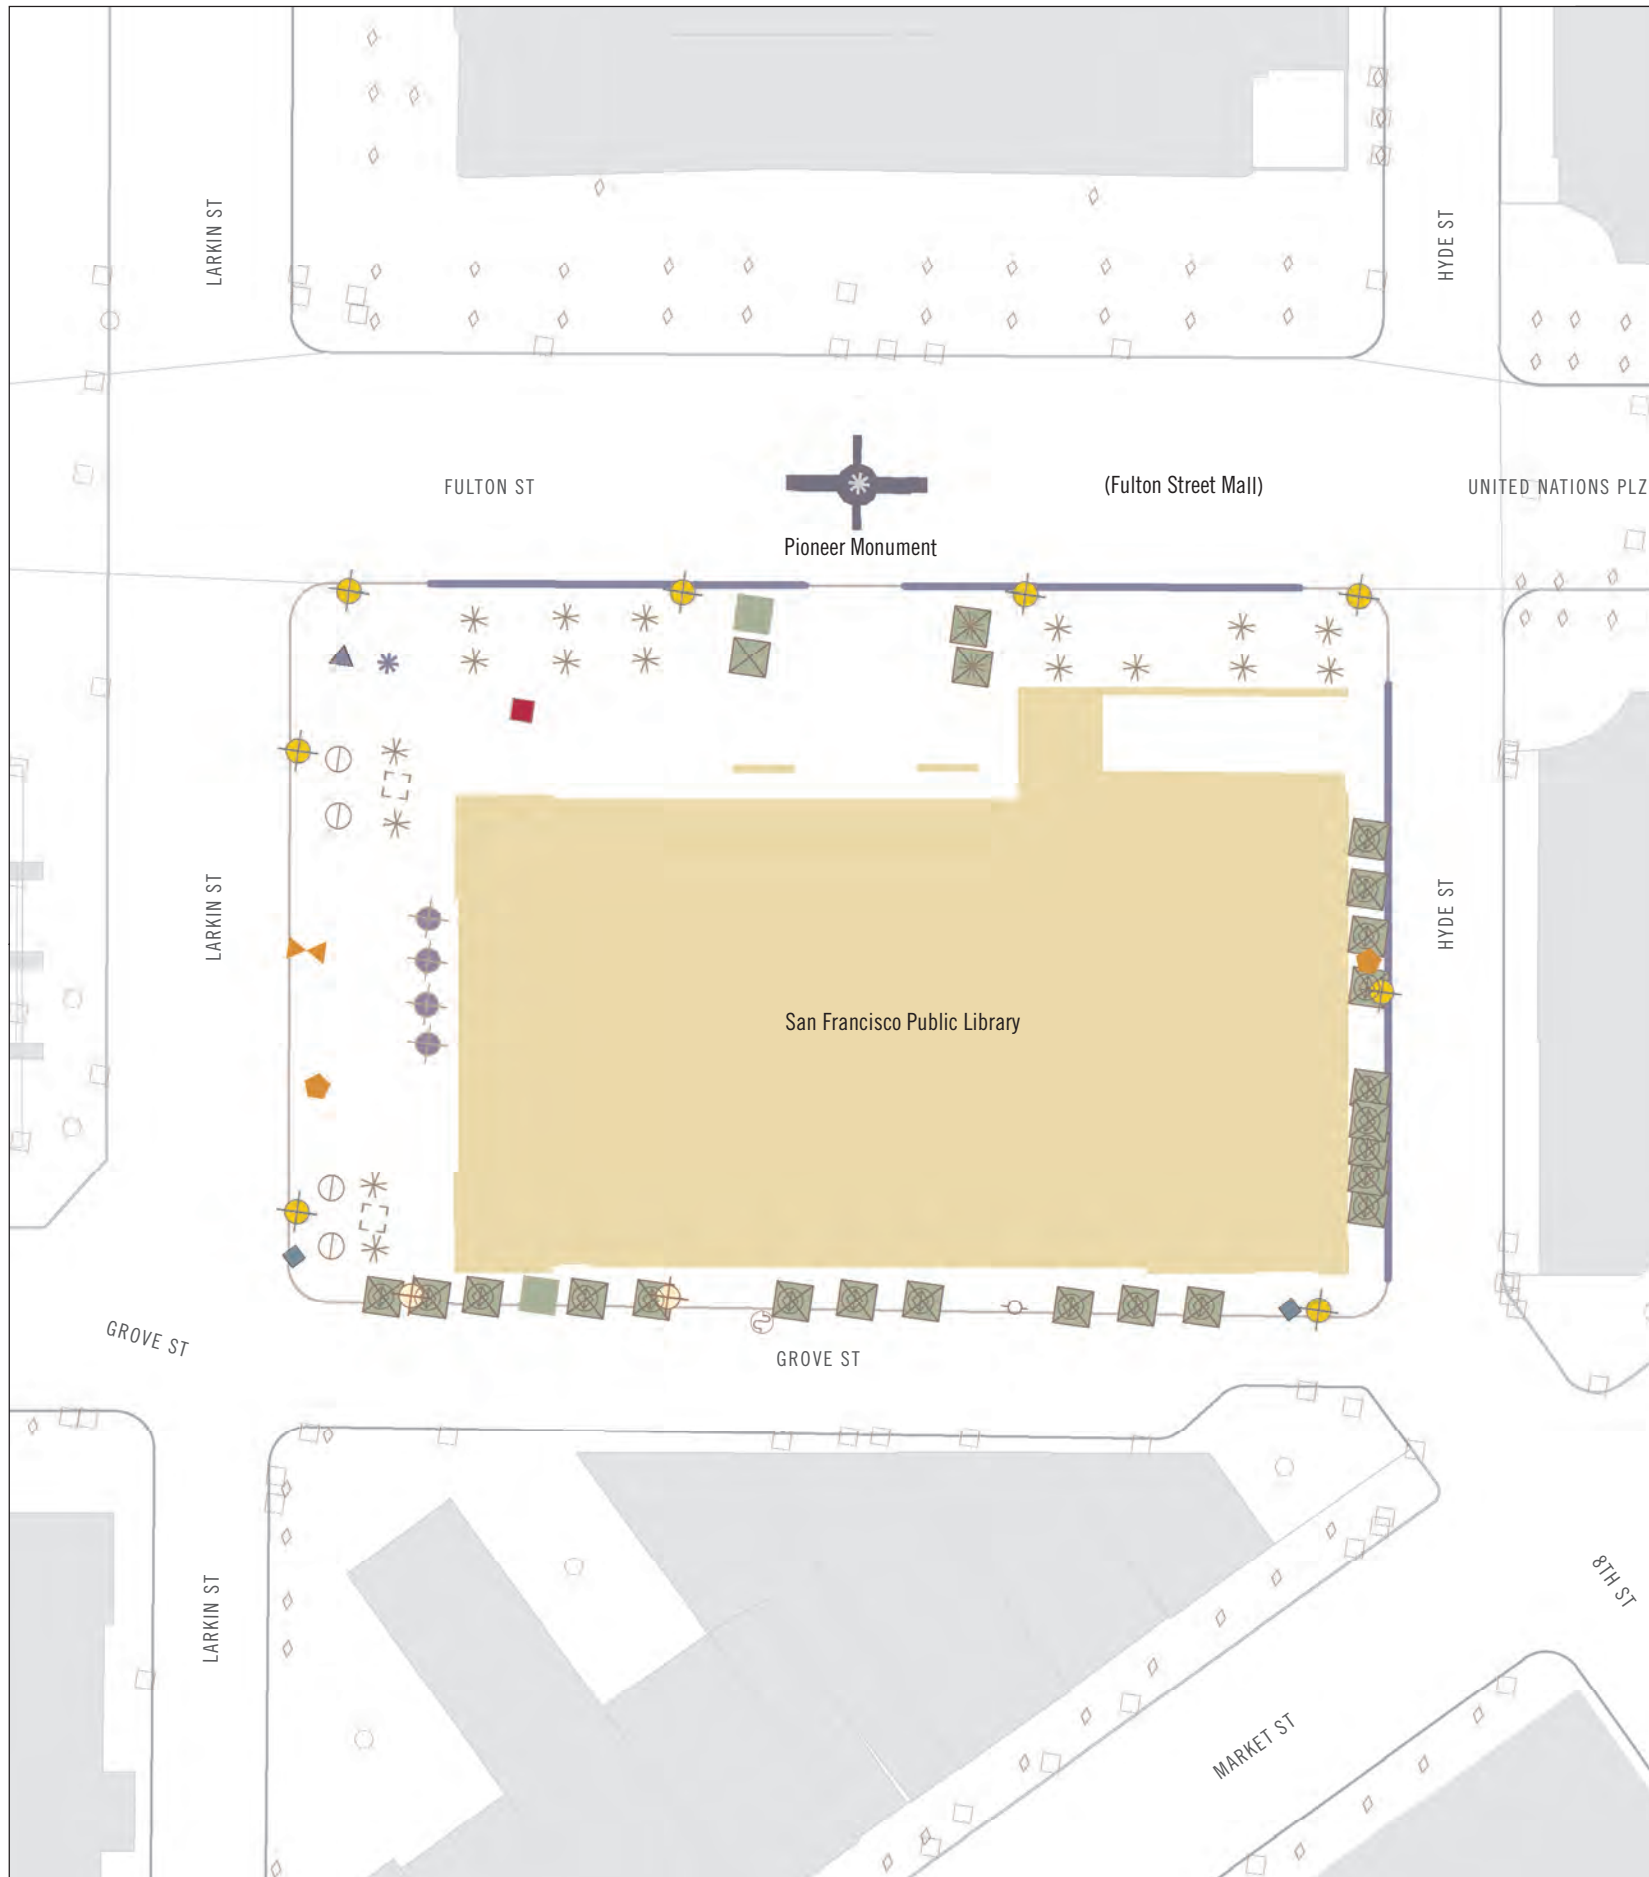 LARKIN ST
HYDE ST
FULTON ST
(Fulton Street Mall)
UNITED NATIONS PLZ
Pioneer Monument
LARKIN ST
HYDE ST
San Francisco Public Library
GROVE ST
GROVE ST
LARKIN ST
8TH ST
MARKET ST